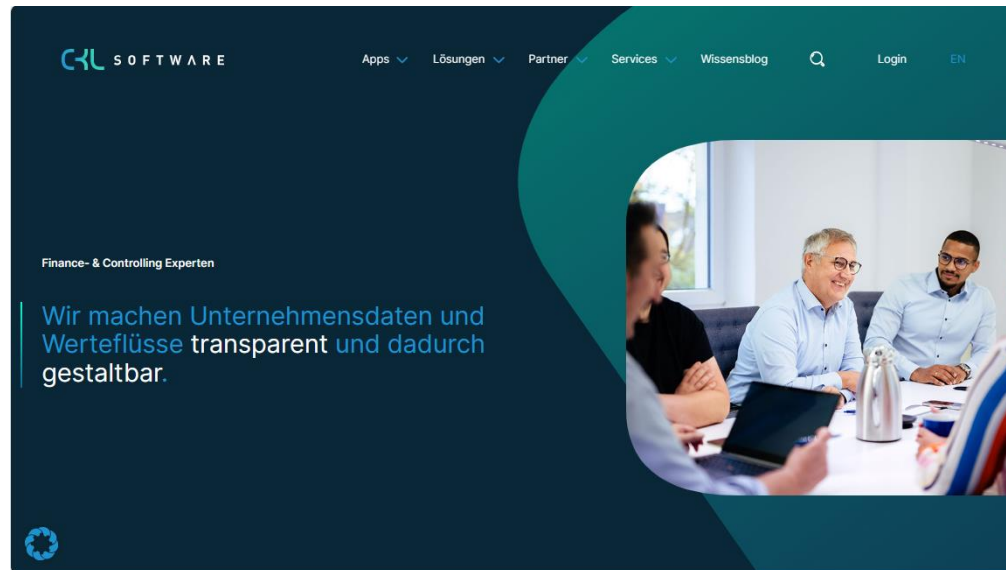 CKL SOFTWARE
Apps Lösungen Partner Services Wissensblog Login EN
Finance- & Controlling Experten
Wir machen Unternehmensdaten und
Werteflüsse transparent und dadurch
gestaltbar.